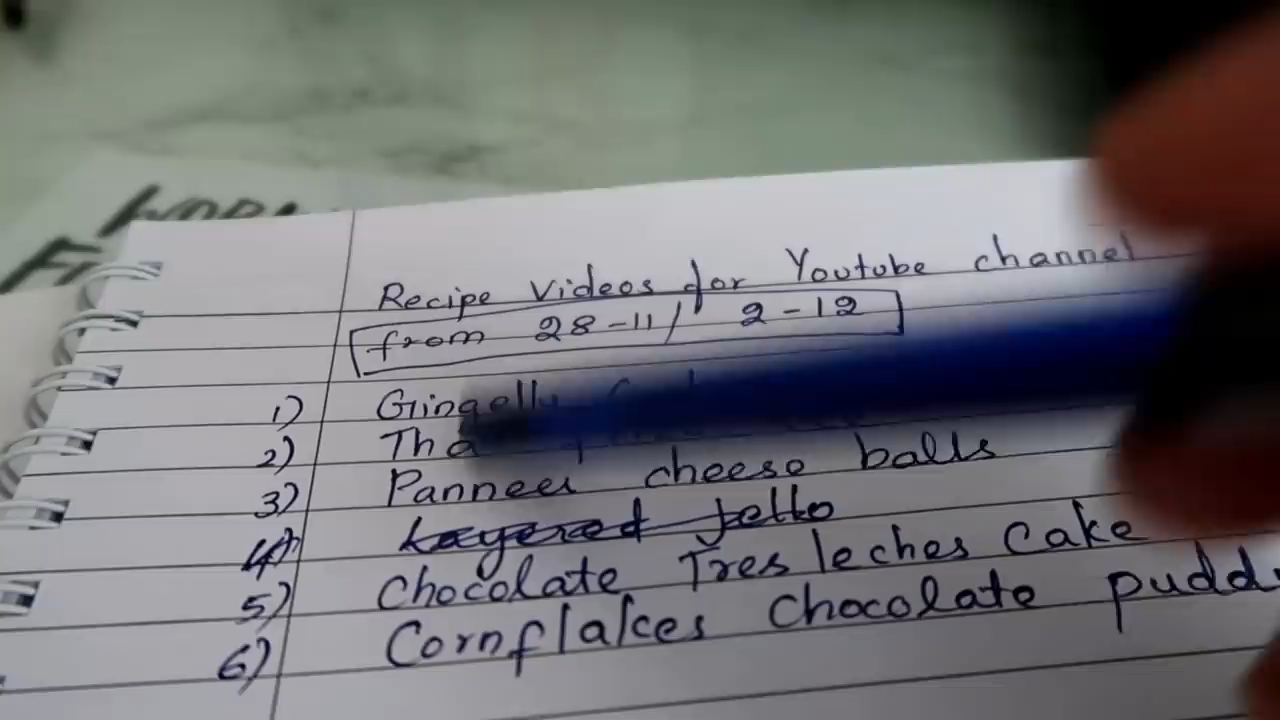 Recipe Videos for Youtube channel
from 28-11/ 2-12
1) Gingelly
2)
3) Panneer cheese balls
4) Layered Jello
5) Chocolate Tres leches Cake
6) Cornflakes Chocolate